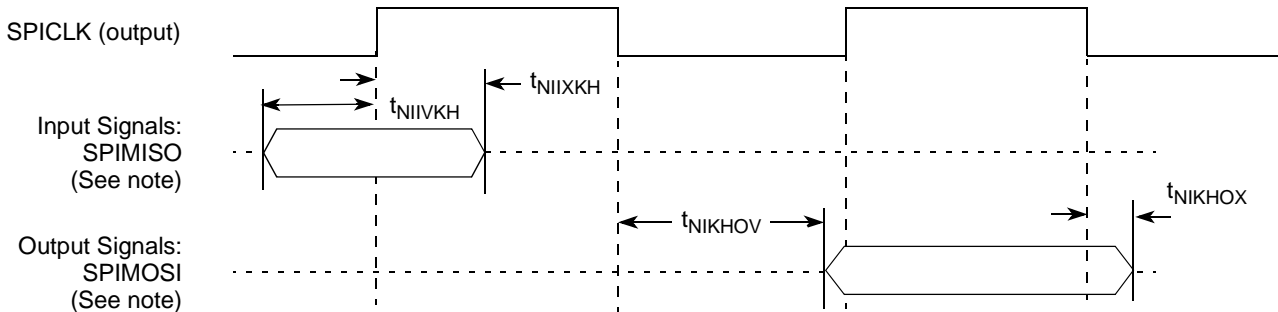 SPICLK (output)
tNIIXKH
tNIIVKH
Input Signals:
SPIMISO
(See note)
tNIKHOX
tNIKHOV
Output Signals:
SPIMOSI
(See note)